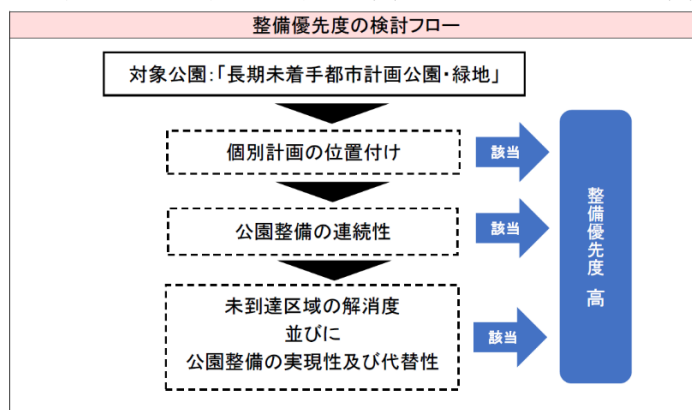 整備優先度の検討フロー
対象公園:「長期未着手都市計画公園・緑地」
個別計画の位置付け
該当
公園整備の連続性
該当
未到達区域の解消度
並びに
公園整備の実現性及び代替性
該当
整備優先度 高